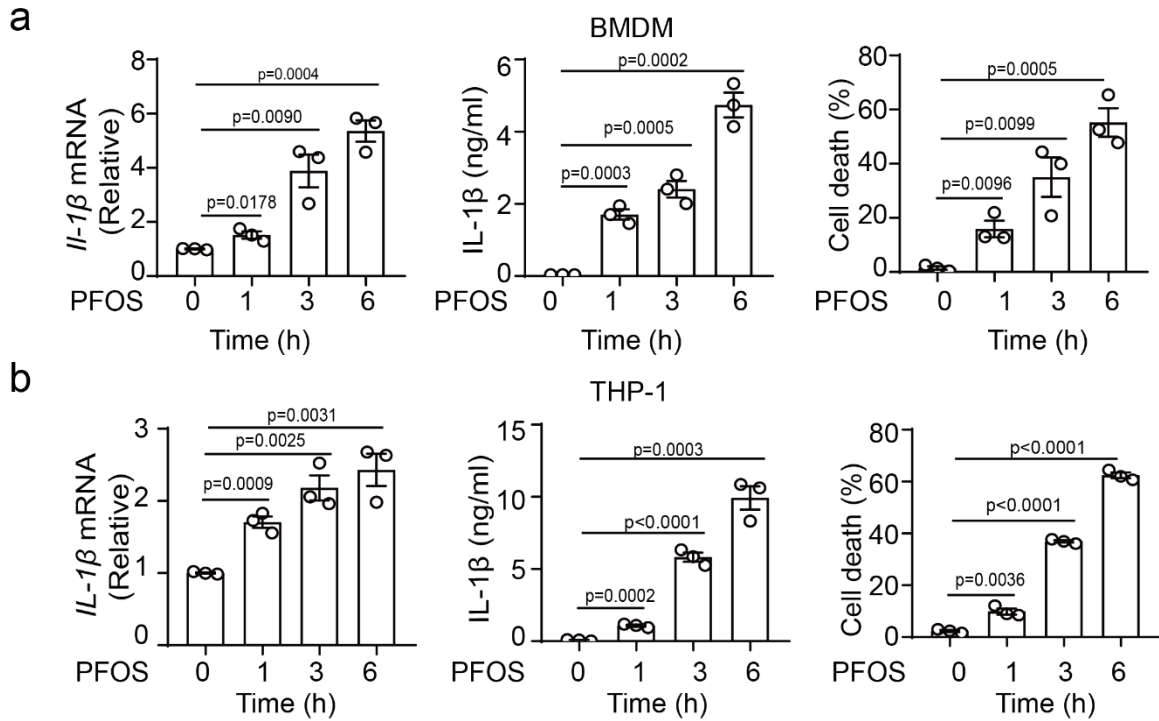 a
BMDM
Il-1β mRNA
(Relative)
8
6
4
2
0
p=0.0004
p=0.0090
p=0.0178
PFOS 0 1 3 6
Time (h)
IL-1β (ng/ml)
6
4
2
0
p=0.0002
p=0.0005
p=0.0003
0 1 3 6
Time (h)
Cell death (%)
80
60
40
20
0
p=0.0005
p=0.0099
p=0.0096
PFOS 0 1 3 6
Time (h)
b
THP-1
IL-1β mRNA
(Relative)
3
2
1
0
p=0.0031
p=0.0025
p=0.0009
PFOS 0 1 3 6
Time (h)
IL-1β (ng/ml)
15
10
5
0
p=0.0003
p<0.0001
p=0.0002
PFOS 0 1 3 6
Time (h)
Cell death (%)
80
60
40
20
0
p<0.0001
p<0.0001
p=0.0036
PFOS 0 1 3 6
Time (h)